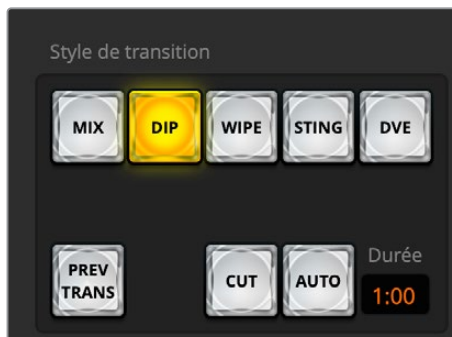 Style de transition
MIX DIP WIPE STING DVE
PREV
TRANS
CUT AUTO
Durée
1:00